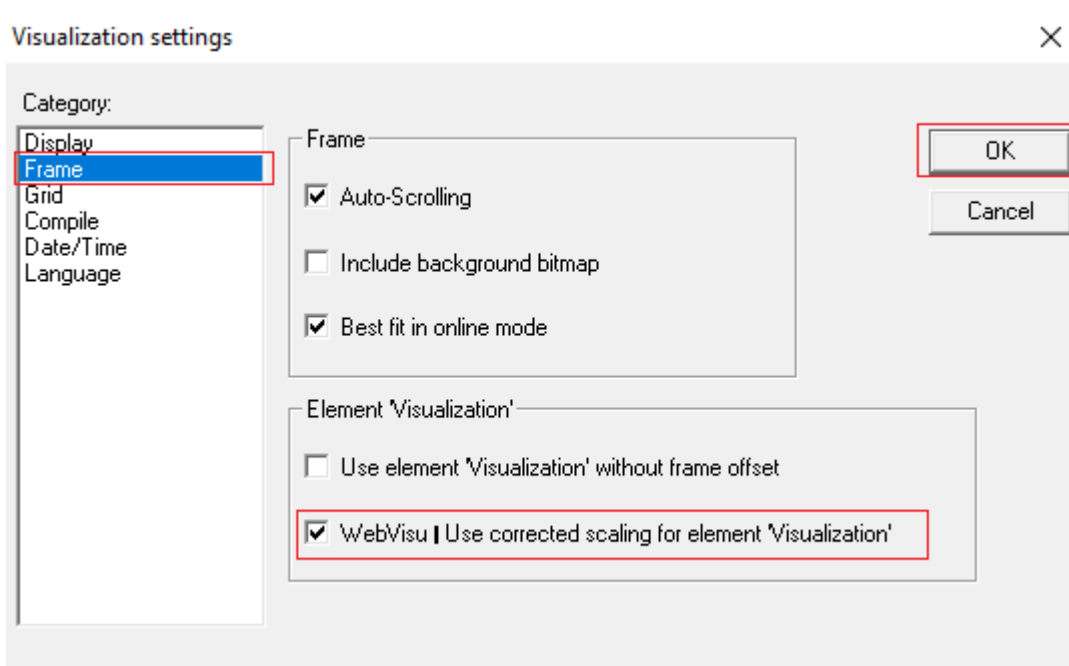 Visualization settings
Category:
Display
Frame
Grid
Compile
Date/Time
Language
Frame
Auto-Scrolling
Include background bitmap
Best fit in online mode
Element 'Visualization'
Use element 'Visualization' without frame offset
WebVisu | Use corrected scaling for element 'Visualization'
OK
Cancel